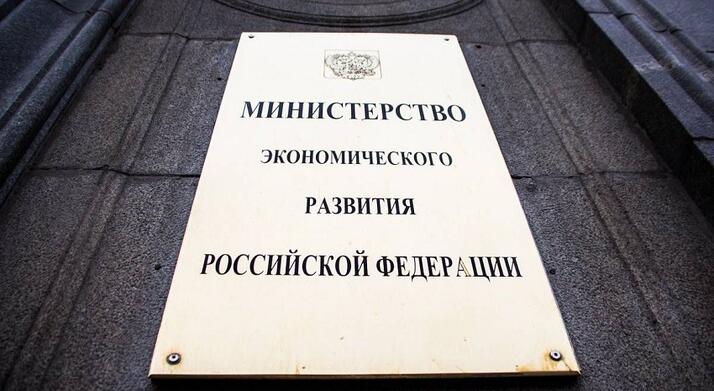 МИНИСТЕРСТВО
ЭКОНОМИЧЕСКОГО
РАЗВИТИЯ
РОССИЙСКОЙ ФЕДЕРАЦИИ